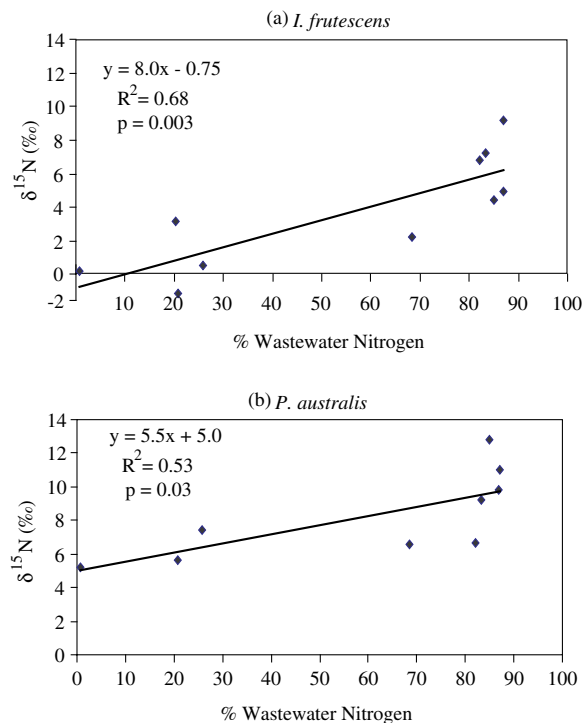 (a) I. frutescens
14
12
10
8
6
4
2
0
-2
y = 8.0x - 0.75
R² = 0.68
p = 0.003
δ¹⁵N (‰)
0 10 20 30 40 50 60 70 80 90 100
% Wastewater Nitrogen
(b) P. australis
14
12
10
8
6
4
2
0
y = 5.5x + 5.0
R² = 0.53
p = 0.03
δ¹⁵N (‰)
0 10 20 30 40 50 60 70 80 90 100
% Wastewater Nitrogen